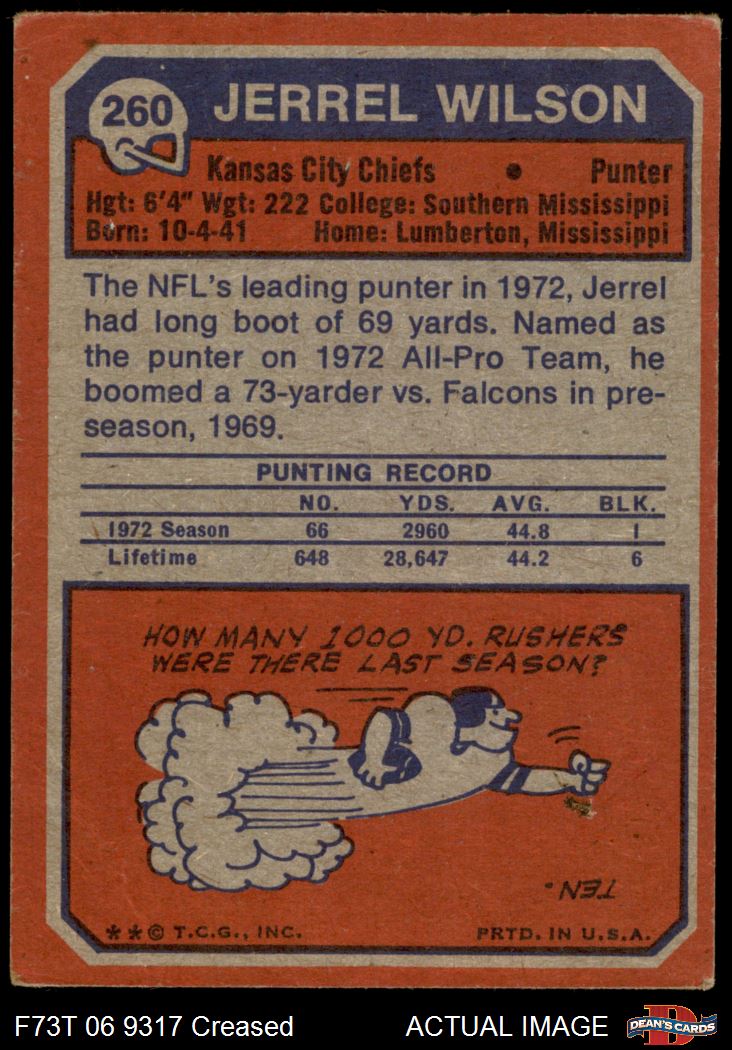 260 JERREL WILSON
Kansas City Chiefs • Punter
Hgt: 6'4" Wgt: 222 College: Southern Mississippi
Born: 10-4-41 Home: Lumberton, Mississippi
The NFL's leading punter in 1972, Jerrel
had long boot of 69 yards. Named as
the punter on 1972 All-Pro Team, he
boomed a 73-yarder vs. Falcons in pre-
season, 1969.
PUNTING RECORD
NO. YDS. AVG. BLK.
1972 Season 66 2960 44.8 1
Lifetime 648 28,647 44.2 6
HOW MANY 1000 YD. RUSHERS
WERE THERE LAST SEASON?
TEN.
**© T.C.G., INC. PRTD. IN U.S.A.
F73T 06 9317 Creased ACTUAL IMAGE D DEAN'S CARDS